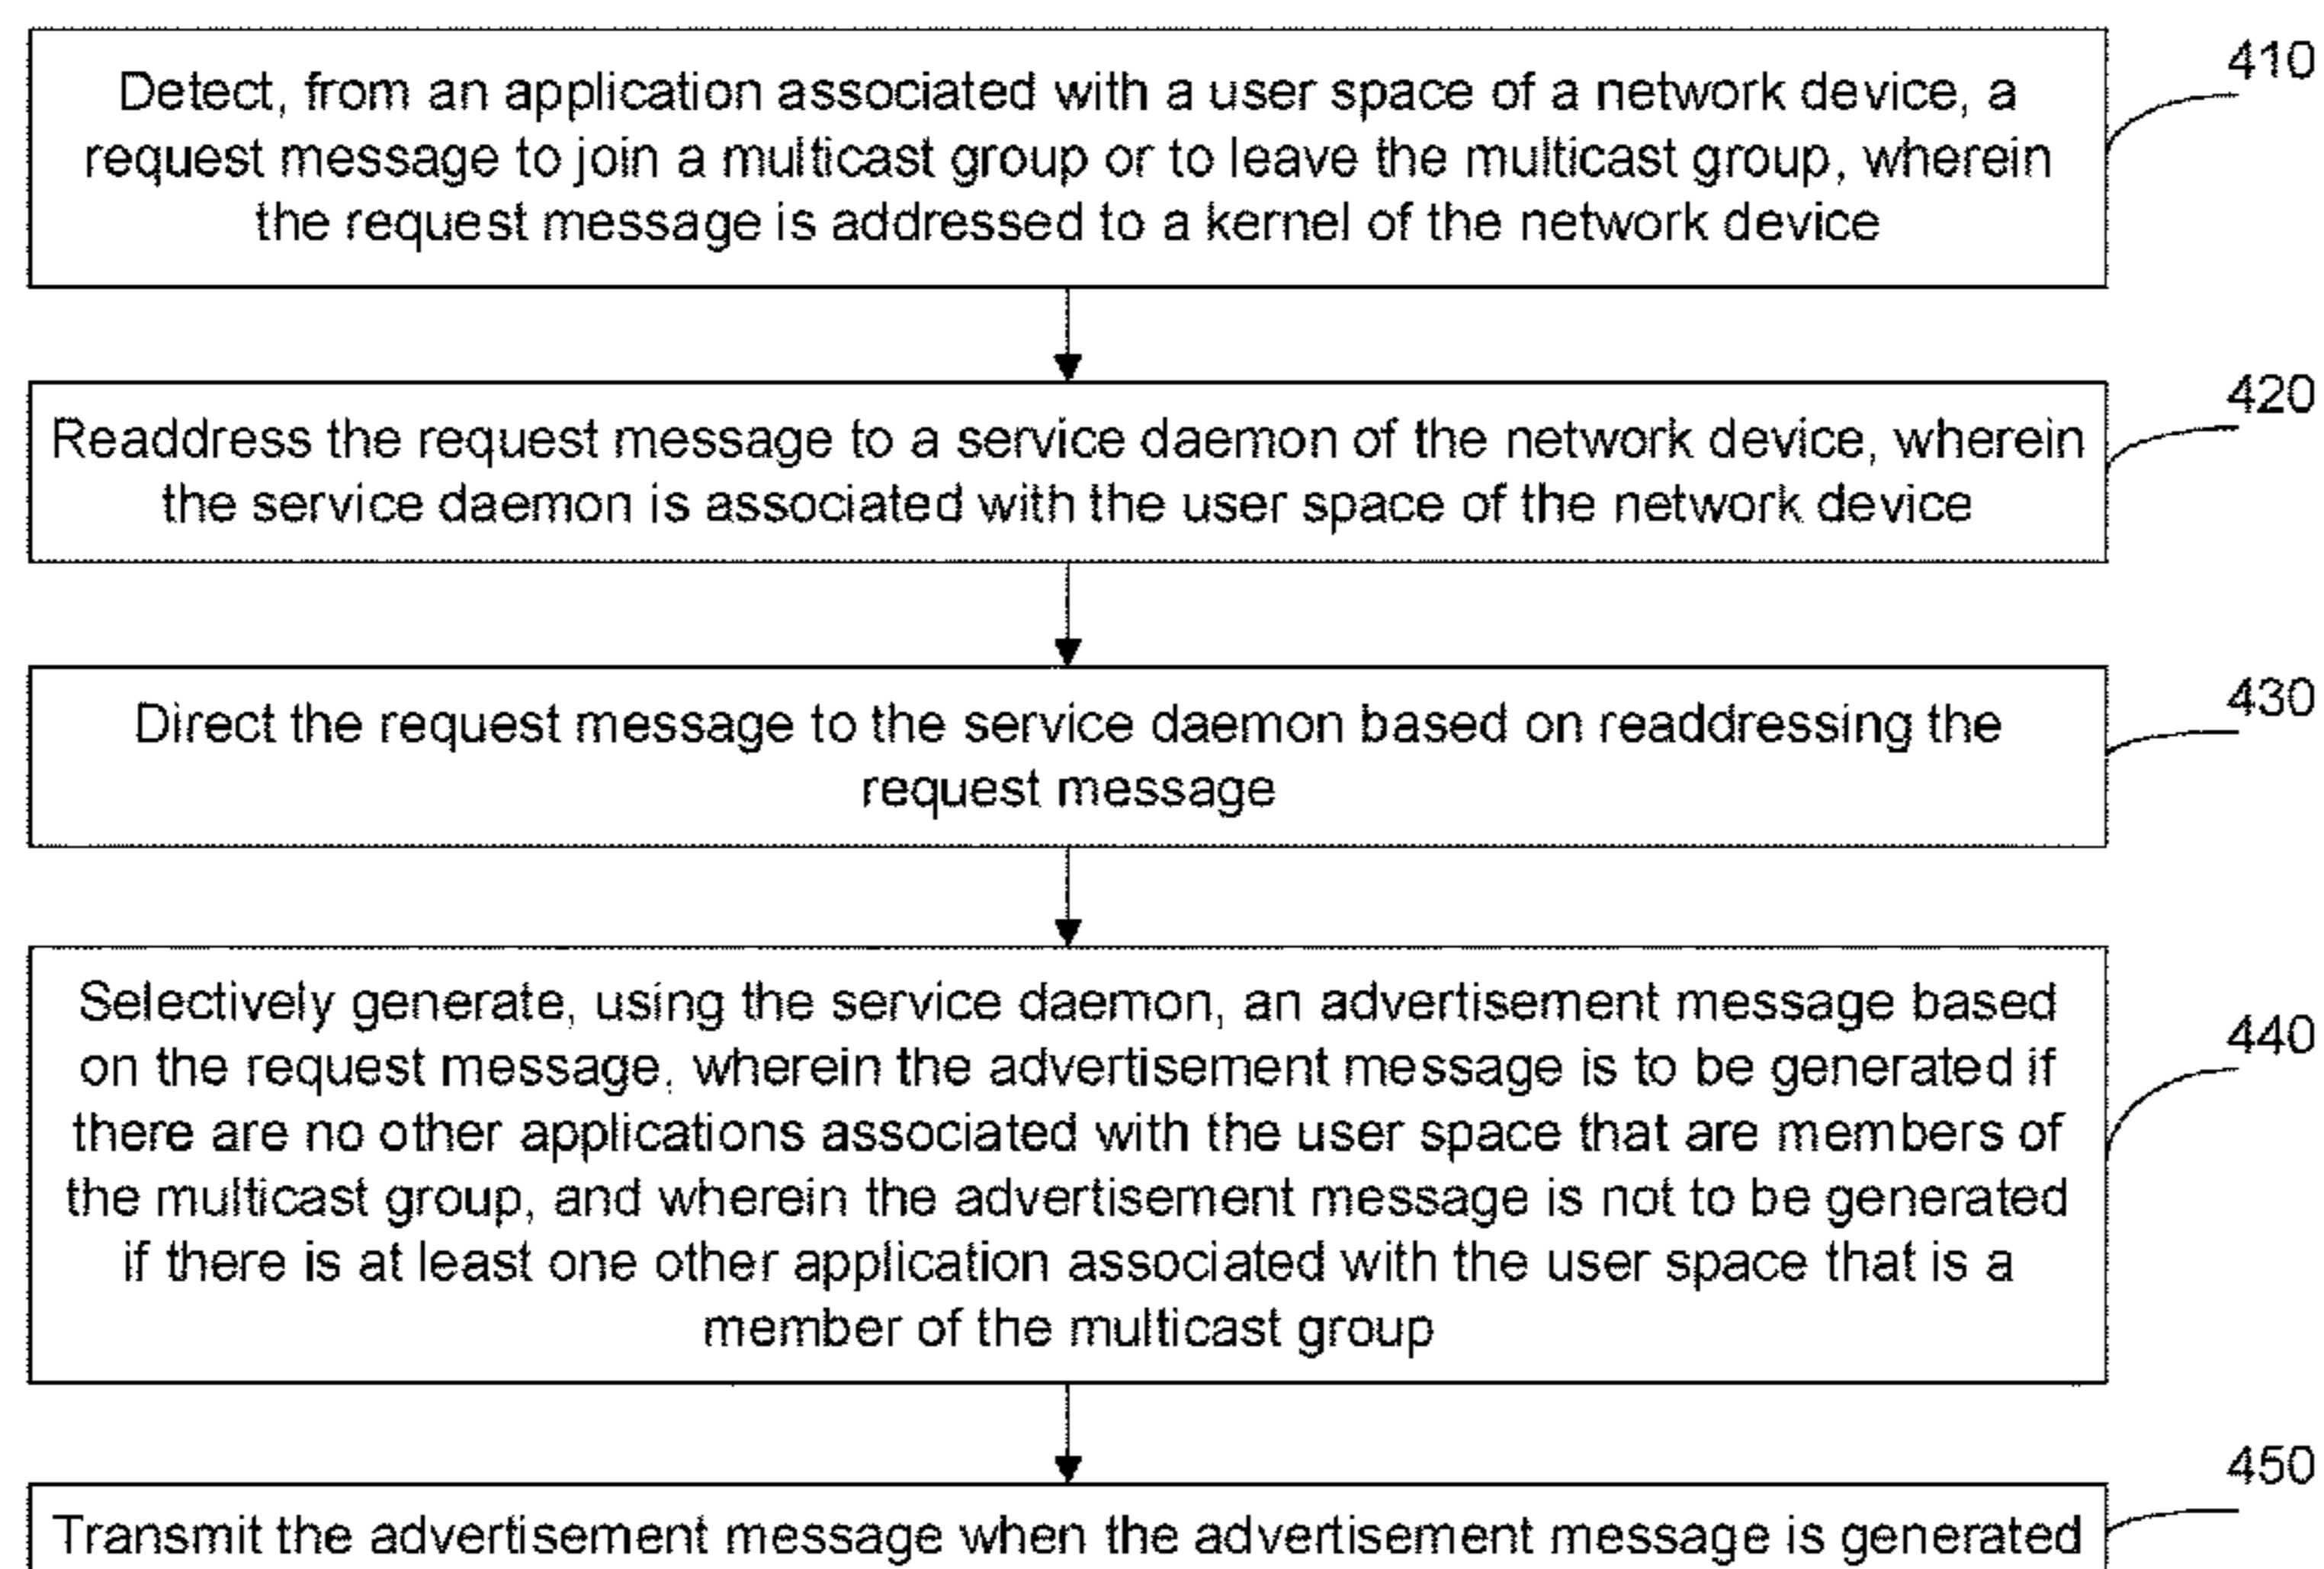 Detect, from an application associated with a user space of a network device, a
request message to join a multicast group or to leave the multicast group, wherein
the request message is addressed to a kernel of the network device
410
Readdress the request message to a service daemon of the network device, wherein
the service daemon is associated with the user space of the network device
420
Direct the request message to the service daemon based on readdressing the
request message
430
Selectively generate, using the service daemon, an advertisement message based
on the request message, wherein the advertisement message is to be generated if
there are no other applications associated with the user space that are members of
the multicast group, and wherein the advertisement message is not to be generated
if there is at least one other application associated with the user space that is a
member of the multicast group
440
Transmit the advertisement message when the advertisement message is generated
450